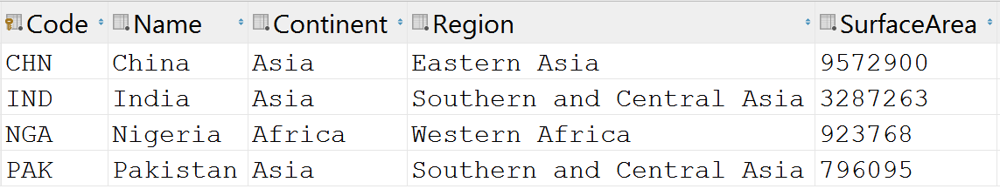 Code Name Continent Region SurfaceArea
CHN China Asia Eastern Asia 9572900
IND India Asia Southern and Central Asia 3287263
NGA Nigeria Africa Western Africa 923768
PAK Pakistan Asia Southern and Central Asia 796095